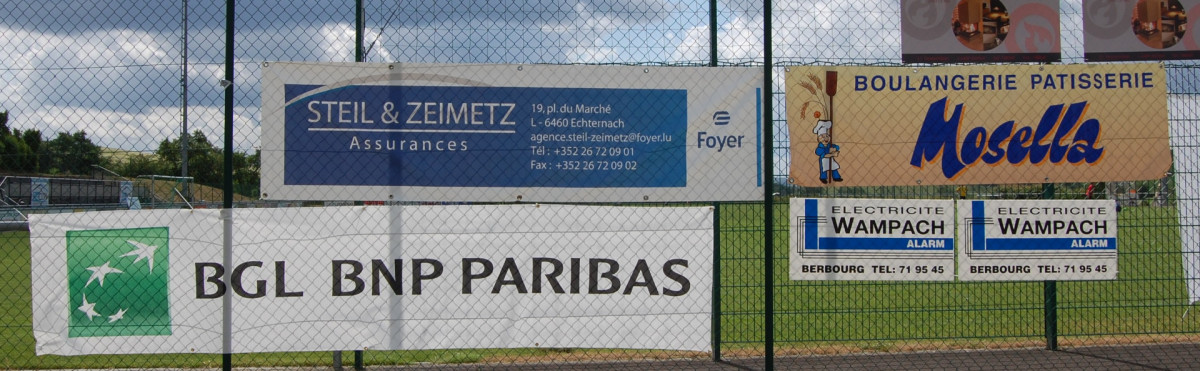 STEIL & ZEIMETZ
Assurances
19, pl. du Marché
L - 6460 Echternach
agence.steil-zeimetz@foyer.lu
Tél : +352 26 72 09 01
Fax : +352 26 72 09 02
Foyer
BOULANGERIE PATISSERIE
Mosella
BGL BNP PARIBAS
ELECTRICITE
WAMPACH
ALARM
BERBOURG TEL: 71 95 45
ELECTRICITE
WAMPACH
ALARM
BERBOURG TEL: 71 95 45